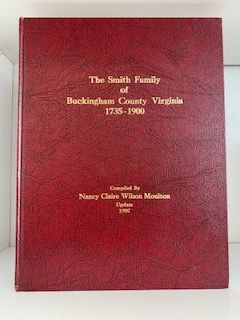 The Smith Family
of
Buckingham County Virginia
1735-1900
Compiled By
Nancy Claire Wilson Moulton
Update
1997